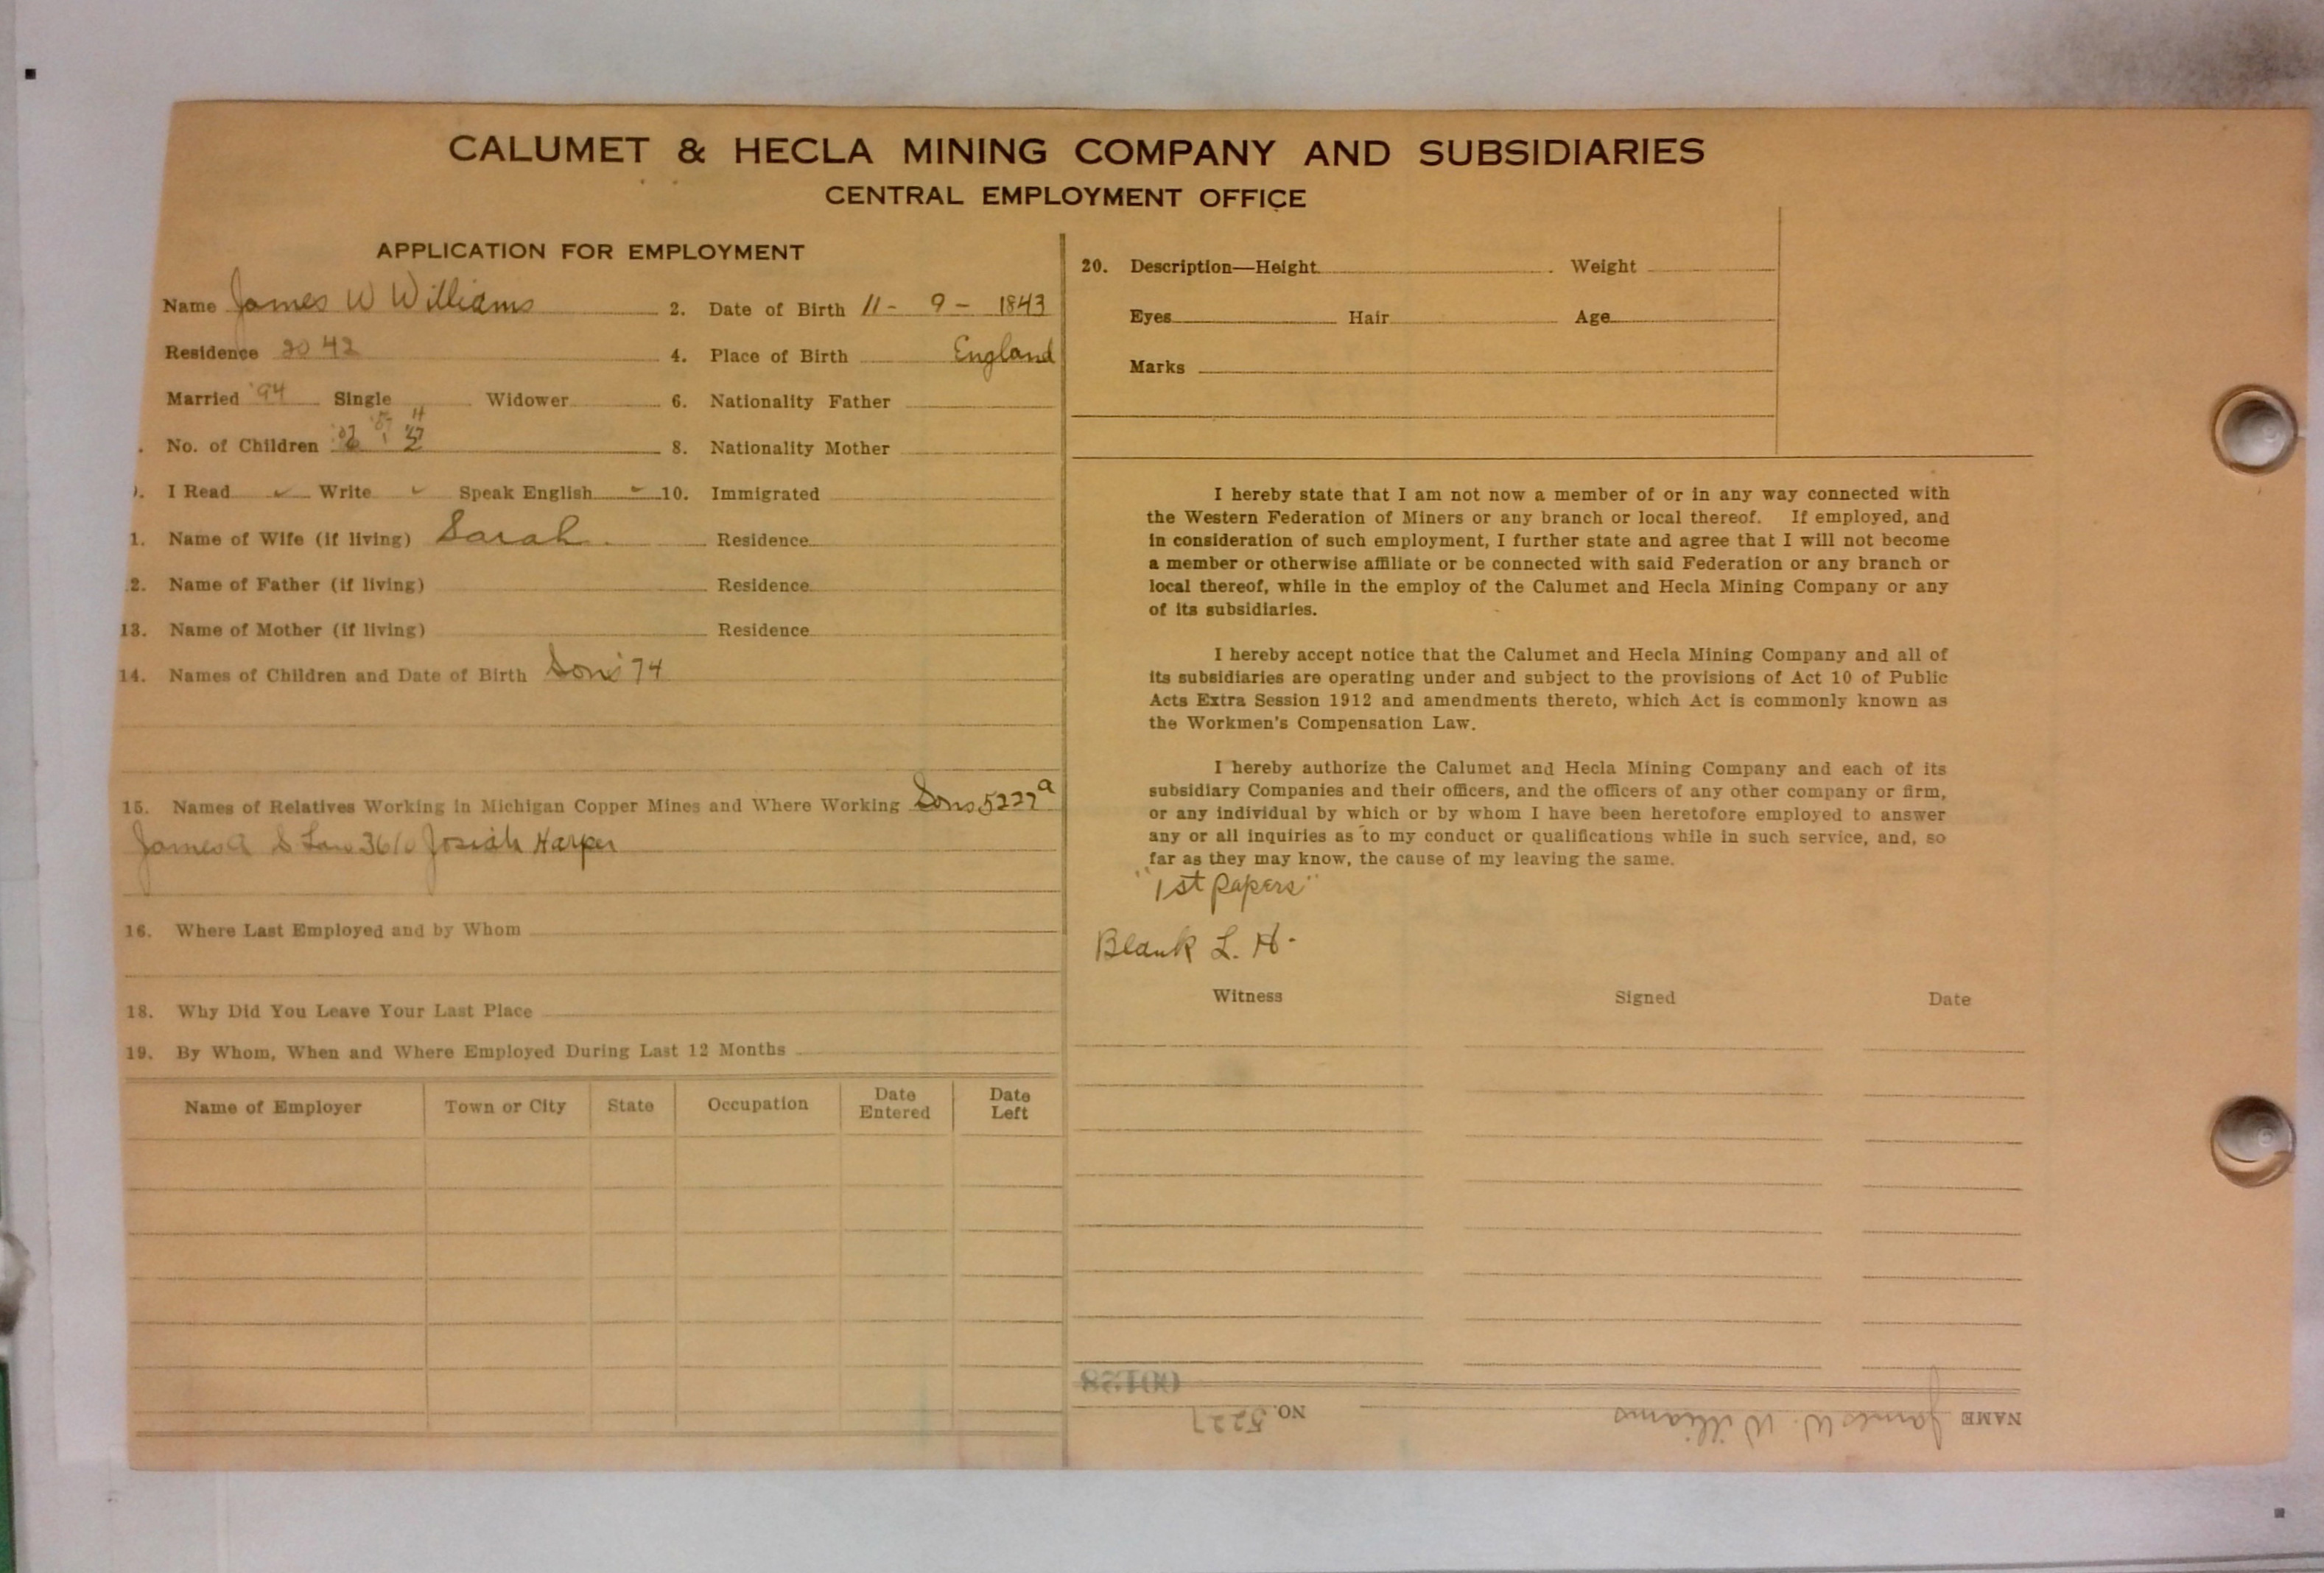 CALUMET & HECLA MINING COMPANY AND SUBSIDIARIES
CENTRAL EMPLOYMENT OFFICE
APPLICATION FOR EMPLOYMENT
Name James W Williams 2. Date of Birth 11 - 9 - 1843
Residence 2042 4. Place of Birth England
Married '94 Single Widower 6. Nationality Father
No. of Children 8. Nationality Mother
I Read ✓ Write ✓ Speak English ✓ 10. Immigrated
1. Name of Wife (if living) Sarah Residence
2. Name of Father (if living) Residence
13. Name of Mother (if living) Residence
14. Names of Children and Date of Birth Son '74
15. Names of Relatives Working in Michigan Copper Mines and Where Working Sons 5227a
James A S Law 3610 Josiah Harper
16. Where Last Employed and by Whom
18. Why Did You Leave Your Last Place
19. By Whom, When and Where Employed During Last 12 Months
Name of Employer Town or City State Occupation Date Entered Date Left
20. Description—Height Weight
Eyes Hair Age
Marks
I hereby state that I am not now a member of or in any way connected with
the Western Federation of Miners or any branch or local thereof. If employed, and
in consideration of such employment, I further state and agree that I will not become
a member or otherwise affiliate or be connected with said Federation or any branch or
local thereof, while in the employ of the Calumet and Hecla Mining Company or any
of its subsidiaries.
I hereby accept notice that the Calumet and Hecla Mining Company and all of
its subsidiaries are operating under and subject to the provisions of Act 10 of Public
Acts Extra Session 1912 and amendments thereto, which Act is commonly known as
the Workmen's Compensation Law.
I hereby authorize the Calumet and Hecla Mining Company and each of its
subsidiary Companies and their officers, and the officers of any other company or firm,
or any individual by which or by whom I have been heretofore employed to answer
any or all inquiries as to my conduct or qualifications while in such service, and, so
far as they may know, the cause of my leaving the same.
"1st papers"
Blank L. H.
Witness Signed Date
00128
NAME James W. Williams NO. 5227